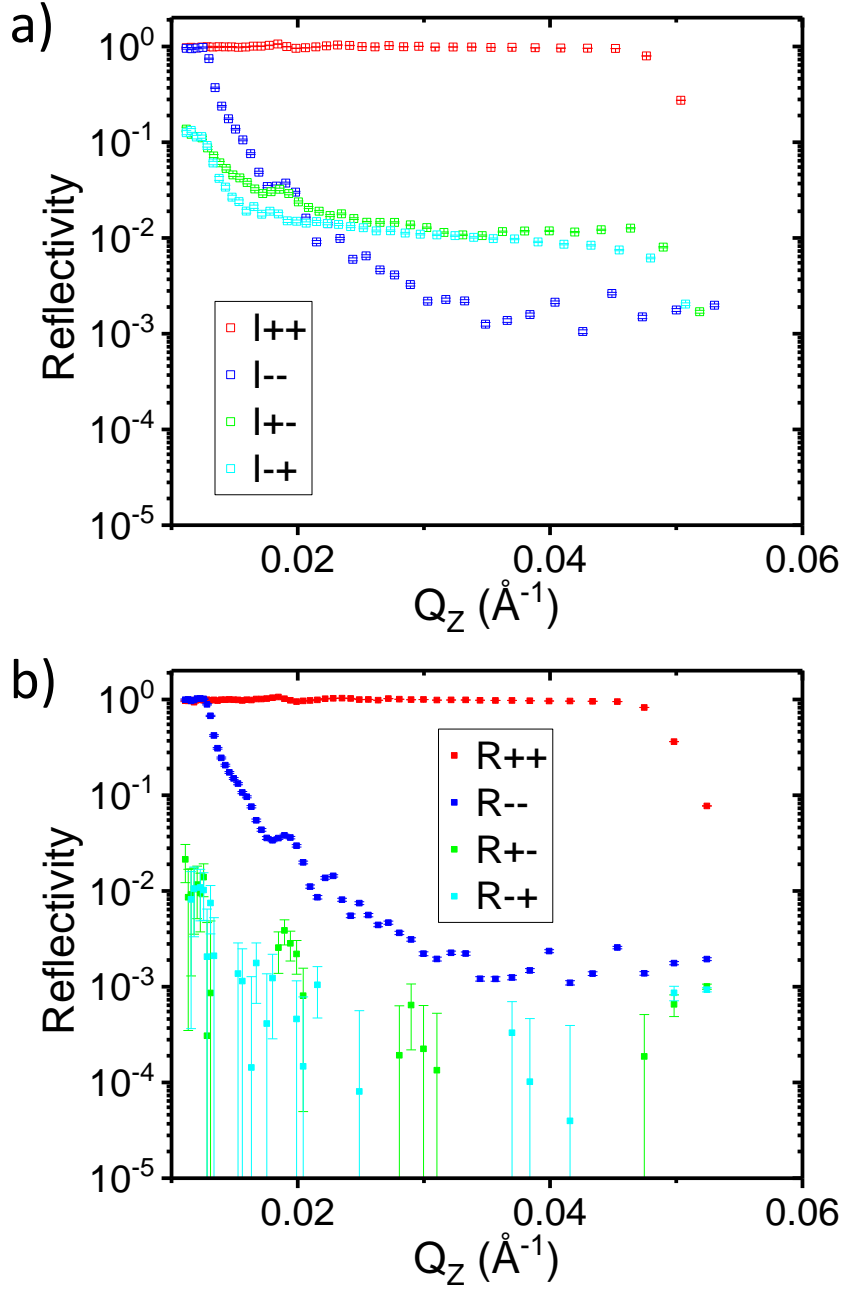 a)
10⁰
10⁻¹
10⁻²
10⁻³
10⁻⁴
10⁻⁵
Reflectivity
I++
I--
I+-
I-+
0.02 0.04 0.06
Q_Z (Å⁻¹)
b)
10⁰
10⁻¹
10⁻²
10⁻³
10⁻⁴
10⁻⁵
Reflectivity
R++
R--
R+-
R-+
0.02 0.04 0.06
Q_Z (Å⁻¹)